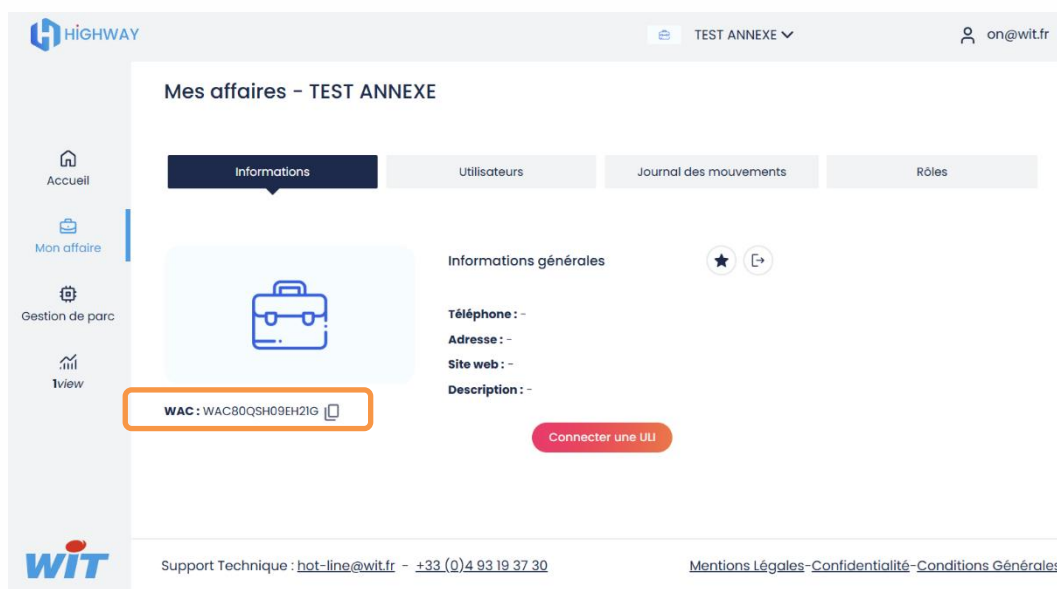 HIGHWAY
TEST ANNEXE
on@wit.fr
Mes affaires - TEST ANNEXE
Accueil
Mon affaire
Gestion de parc
1view
Informations
Utilisateurs
Journal des mouvements
Rôles
Informations générales
Téléphone : -
Adresse : -
Site web : -
Description : -
WAC : WAC80QSH09EH21G
Connecter une ULI
wit
Support Technique : hot-line@wit.fr - +33 (0)4 93 19 37 30
Mentions Légales-Confidentialité-Conditions Générales